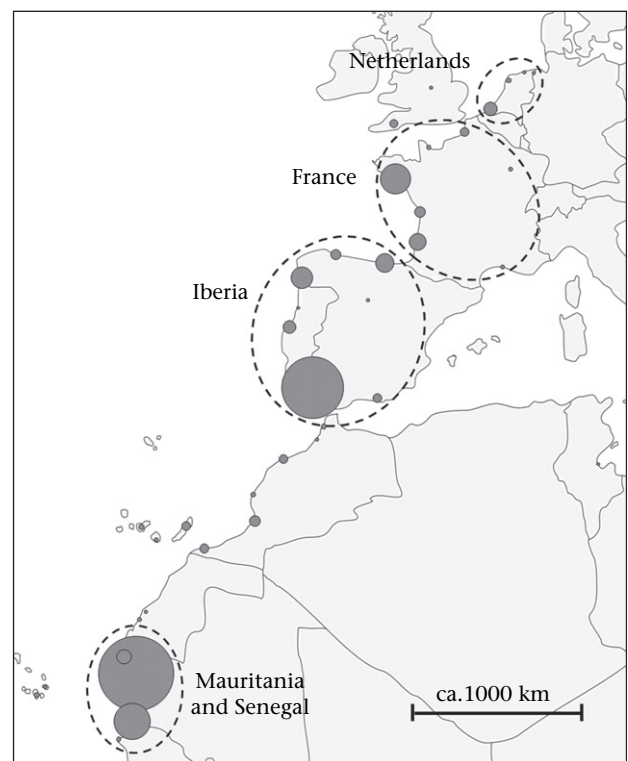 Netherlands
France
Iberia
Mauritania
and Senegal
ca.1000 km